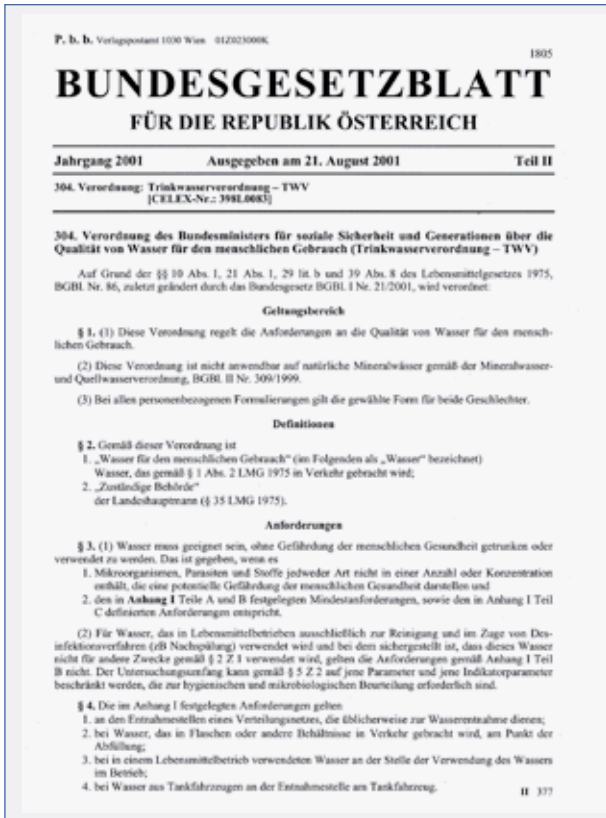 P. b. b. Verlagspostamt 1030 Wien 01Z023000K
1805
BUNDESGESETZBLATT
FÜR DIE REPUBLIK ÖSTERREICH
Jahrgang 2001 Ausgegeben am 21. August 2001 Teil II
304. Verordnung: Trinkwasserverordnung – TWV
[CELEX-Nr.: 398L0083]
304. Verordnung des Bundesministers für soziale Sicherheit und Generationen über die
Qualität von Wasser für den menschlichen Gebrauch (Trinkwasserverordnung – TWV)
Auf Grund der §§ 10 Abs. 1, 21 Abs. 1, 29 lit. b und 39 Abs. 8 des Lebensmittelgesetzes 1975,
BGBl. Nr. 86, zuletzt geändert durch das Bundesgesetz BGBl. I Nr. 21/2001, wird verordnet:
Geltungsbereich
§ 1. (1) Diese Verordnung regelt die Anforderungen an die Qualität von Wasser für den mensch-
lichen Gebrauch.
(2) Diese Verordnung ist nicht anwendbar auf natürliche Mineralwässer gemäß der Mineralwasser-
und Quellwasserverordnung, BGBl. II Nr. 309/1999.
(3) Bei allen personenbezogenen Formulierungen gilt die gewählte Form für beide Geschlechter.
Definitionen
§ 2. Gemäß dieser Verordnung ist
1. „Wasser für den menschlichen Gebrauch“ (im Folgenden als „Wasser“ bezeichnet)
Wasser, das gemäß § 1 Abs. 2 LMG 1975 in Verkehr gebracht wird;
2. „Zuständige Behörde“
der Landeshauptmann (§ 35 LMG 1975).
Anforderungen
§ 3. (1) Wasser muss geeignet sein, ohne Gefährdung der menschlichen Gesundheit getrunken oder
verwendet zu werden. Das ist gegeben, wenn es
1. Mikroorganismen, Parasiten und Stoffe jedweder Art nicht in einer Anzahl oder Konzentration
enthält, die eine potentielle Gefährdung der menschlichen Gesundheit darstellen und
2. den in Anhang I Teile A und B festgelegten Mindestanforderungen, sowie den in Anhang I Teil
C definierten Anforderungen entspricht.
(2) Für Wasser, das in Lebensmittelbetrieben ausschließlich zur Reinigung und im Zuge von Des-
infektionsverfahren (zB Nachspülung) verwendet wird und bei dem sichergestellt ist, dass dieses Wasser
nicht für andere Zwecke gemäß § 2 Z 1 verwendet wird, gelten die Anforderungen gemäß Anhang I Teil
B nicht. Der Untersuchungsumfang kann gemäß § 5 Z 2 auf jene Parameter und jene Indikatorparameter
beschränkt werden, die zur hygienischen und mikrobiologischen Beurteilung erforderlich sind.
§ 4. Die im Anhang I festgelegten Anforderungen gelten
1. an den Entnahmestellen eines Verteilungsnetzes, die üblicherweise zur Wasserentnahme dienen;
2. bei Wasser, das in Flaschen oder andere Behältnisse in Verkehr gebracht wird, am Punkt der
Abfüllung;
3. bei in einem Lebensmittelbetrieb verwendeten Wasser an der Stelle der Verwendung des Wassers
im Betrieb;
4. bei Wasser aus Tankfahrzeugen an der Entnahmestelle am Tankfahrzeug.
II 377